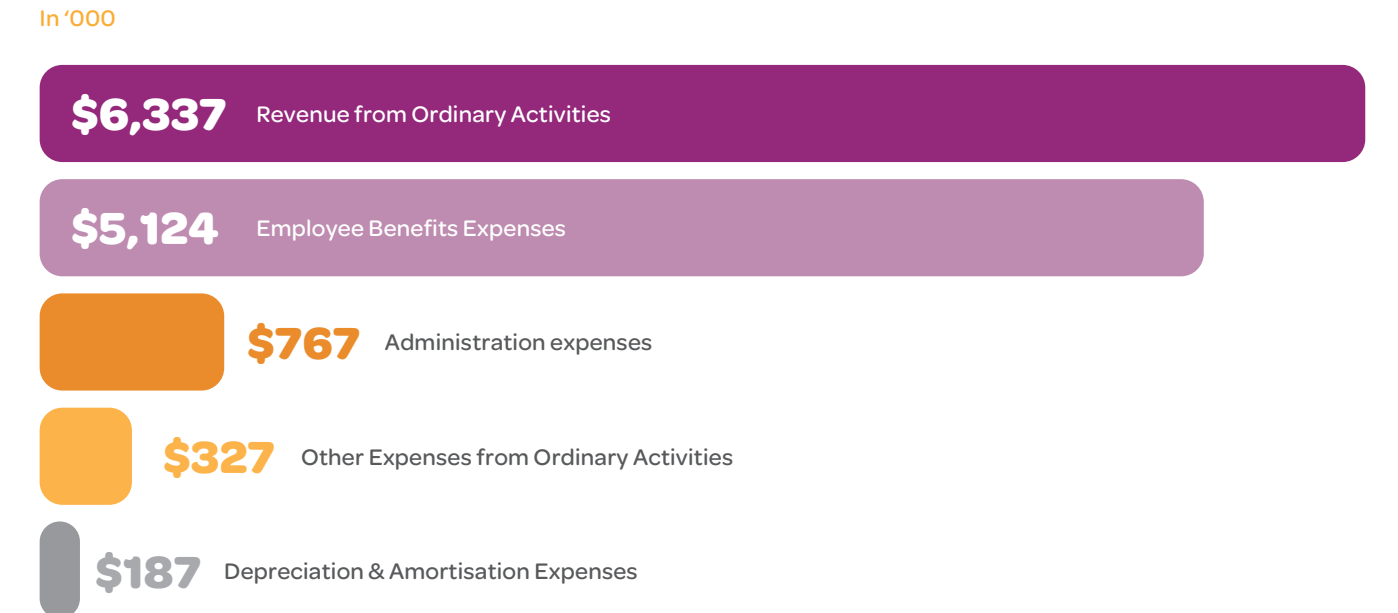 In ‘000
$6,337 Revenue from Ordinary Activities
$5,124 Employee Benefits Expenses
$767 Administration expenses
$327 Other Expenses from Ordinary Activities
$187 Depreciation & Amortisation Expenses